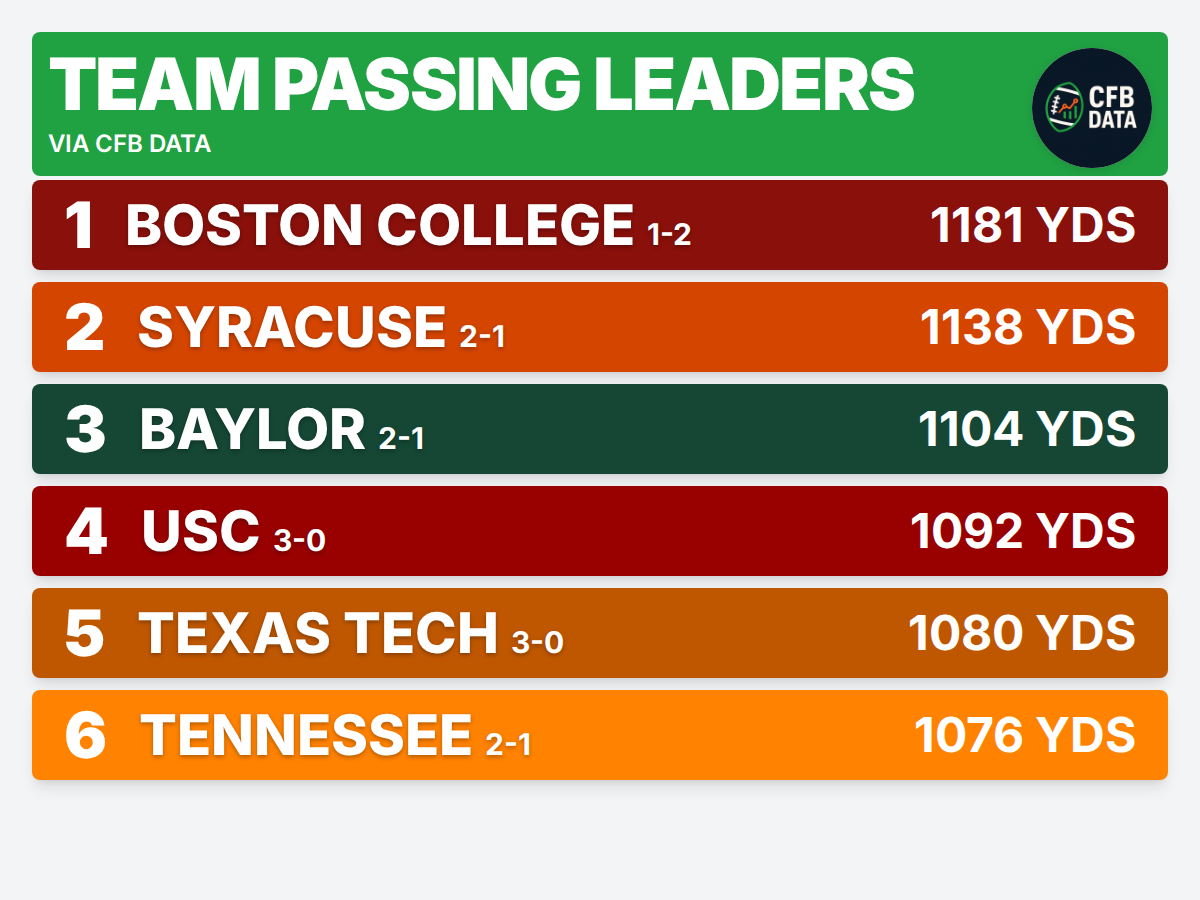 TEAM PASSING LEADERS
VIA CFB DATA
CFB
DATA
1 BOSTON COLLEGE 1-2 1181 YDS
2 SYRACUSE 2-1 1138 YDS
3 BAYLOR 2-1 1104 YDS
4 USC 3-0 1092 YDS
5 TEXAS TECH 3-0 1080 YDS
6 TENNESSEE 2-1 1076 YDS